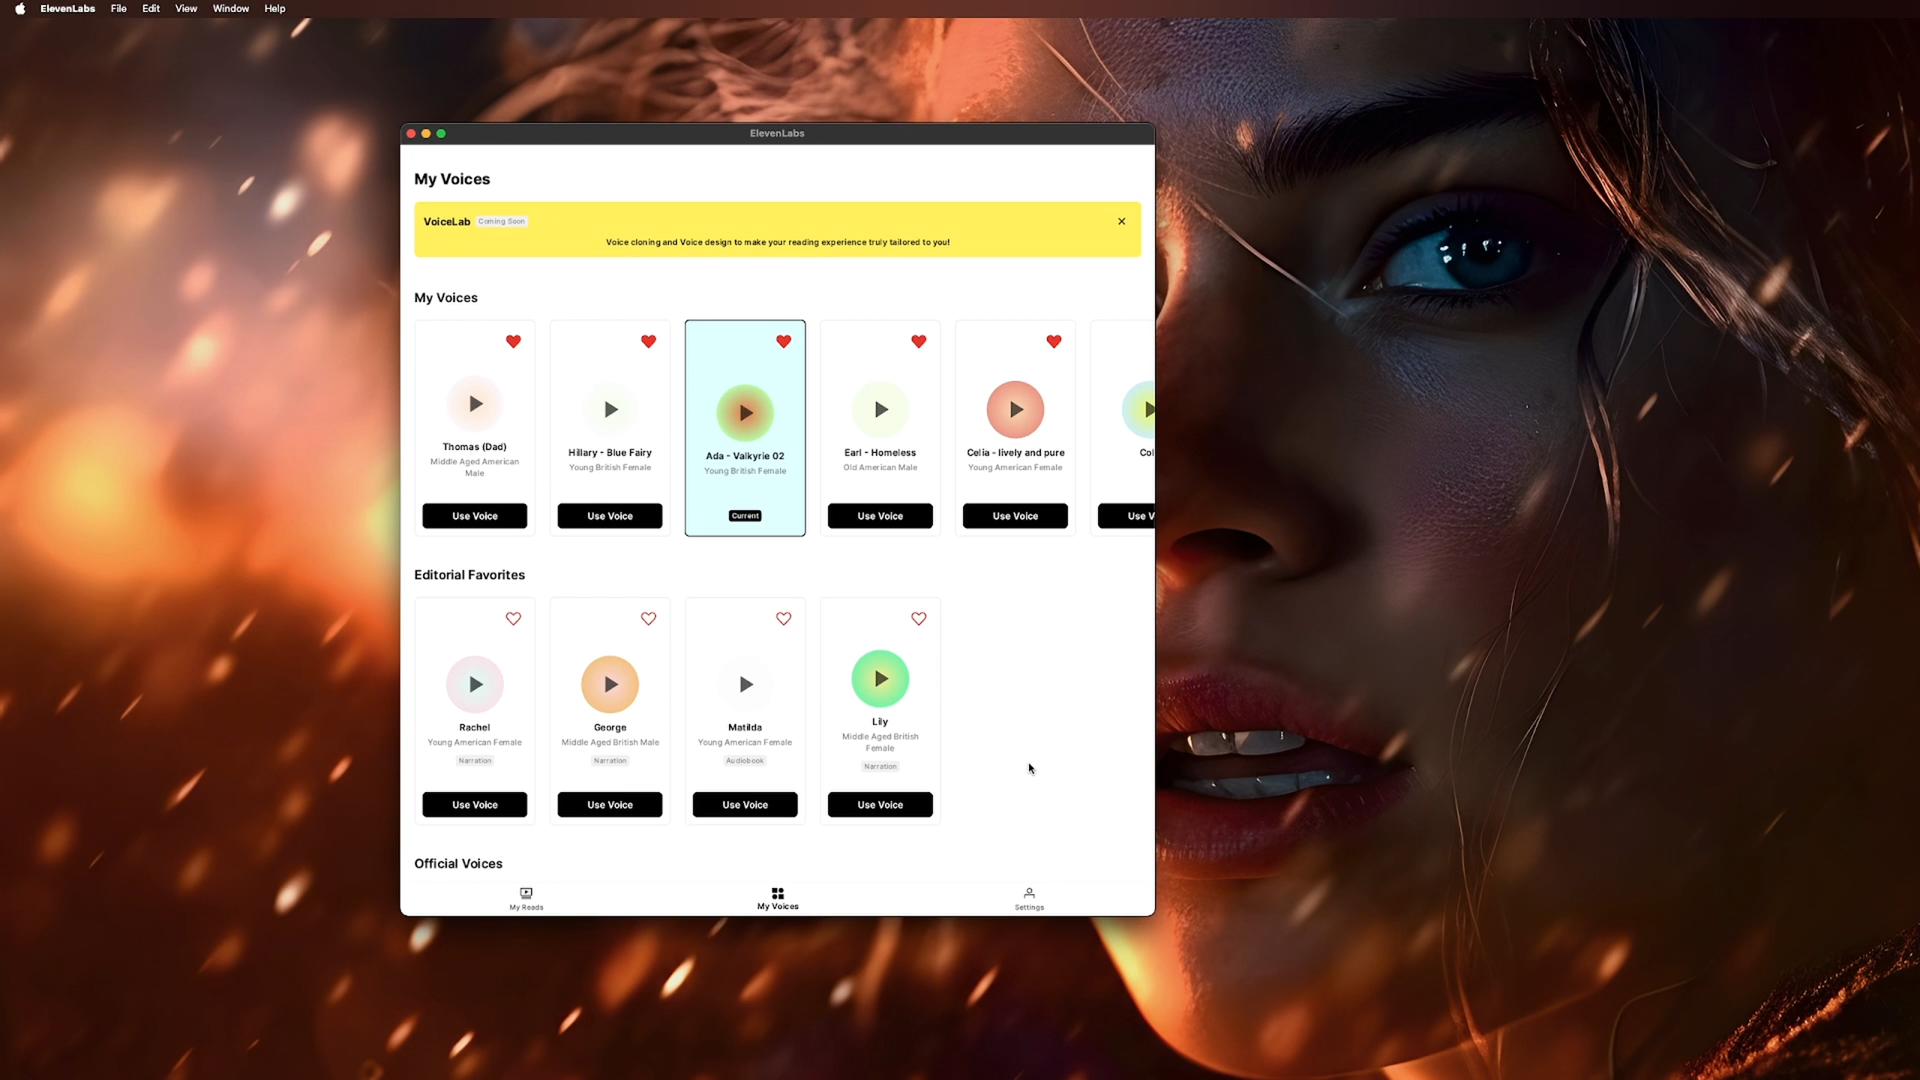 ElevenLabs File Edit View Window Help
ElevenLabs
My Voices
VoiceLab Coming Soon
Voice cloning and Voice design to make your reading experience truly tailored to you!
My Voices
Thomas (Dad)
Middle Aged American
Male
Use Voice
Hillary - Blue Fairy
Young British Female
Use Voice
Ada - Valkyrie 02
Young British Female
Current
Earl - Homeless
Old American Male
Use Voice
Celia - lively and pure
Young American Female
Use Voice
Col
Use V
Editorial Favorites
Rachel
Young American Female
Narration
Use Voice
George
Middle Aged British Male
Narration
Use Voice
Matilda
Young American Female
Audiobook
Use Voice
Lily
Middle Aged British
Female
Narration
Use Voice
Official Voices
My Reads
My Voices
Settings